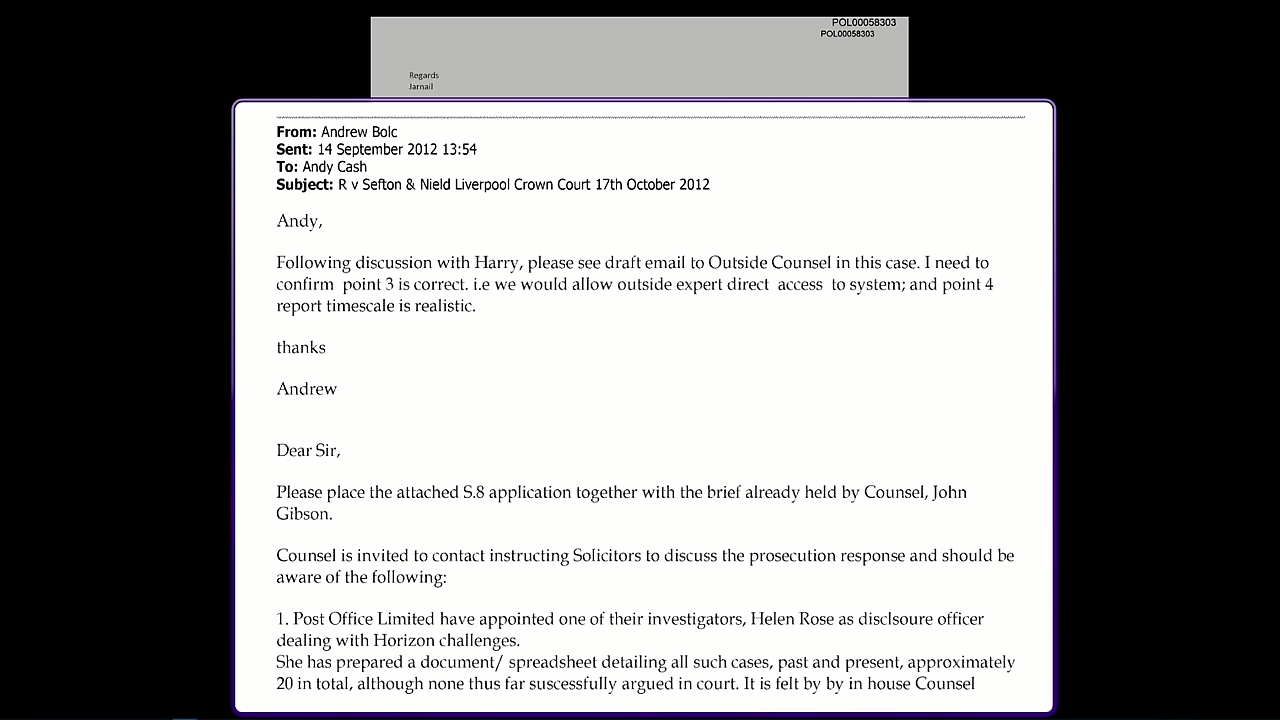 POL00058303
POL00058303
Regards
Jarnail
From: Andrew Bolc
Sent: 14 September 2012 13:54
To: Andy Cash
Subject: R v Sefton & Nield Liverpool Crown Court 17th October 2012
Andy,
Following discussion with Harry, please see draft email to Outside Counsel in this case. I need to
confirm point 3 is correct. i.e we would allow outside expert direct access to system; and point 4
report timescale is realistic.
thanks
Andrew
Dear Sir,
Please place the attached S.8 application together with the brief already held by Counsel, John
Gibson.
Counsel is invited to contact instructing Solicitors to discuss the prosecution response and should be
aware of the following:
1. Post Office Limited have appointed one of their investigators, Helen Rose as disclsoure officer
dealing with Horizon challenges.
She has prepared a document/ spreadsheet detailing all such cases, past and present, approximately
20 in total, although none thus far suscessfully argued in court. It is felt by by in house Counsel